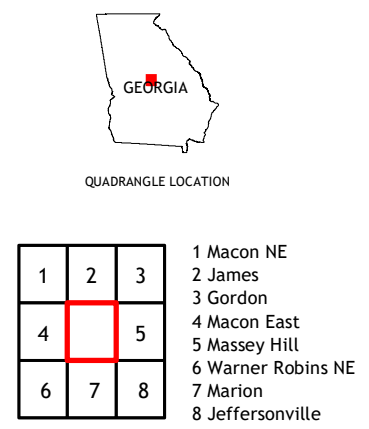 GEORGIA
QUADRANGLE LOCATION
1 2 3
4 5
6 7 8
1 Macon NE
2 James
3 Gordon
4 Macon East
5 Massey Hill
6 Warner Robins NE
7 Marion
8 Jeffersonville